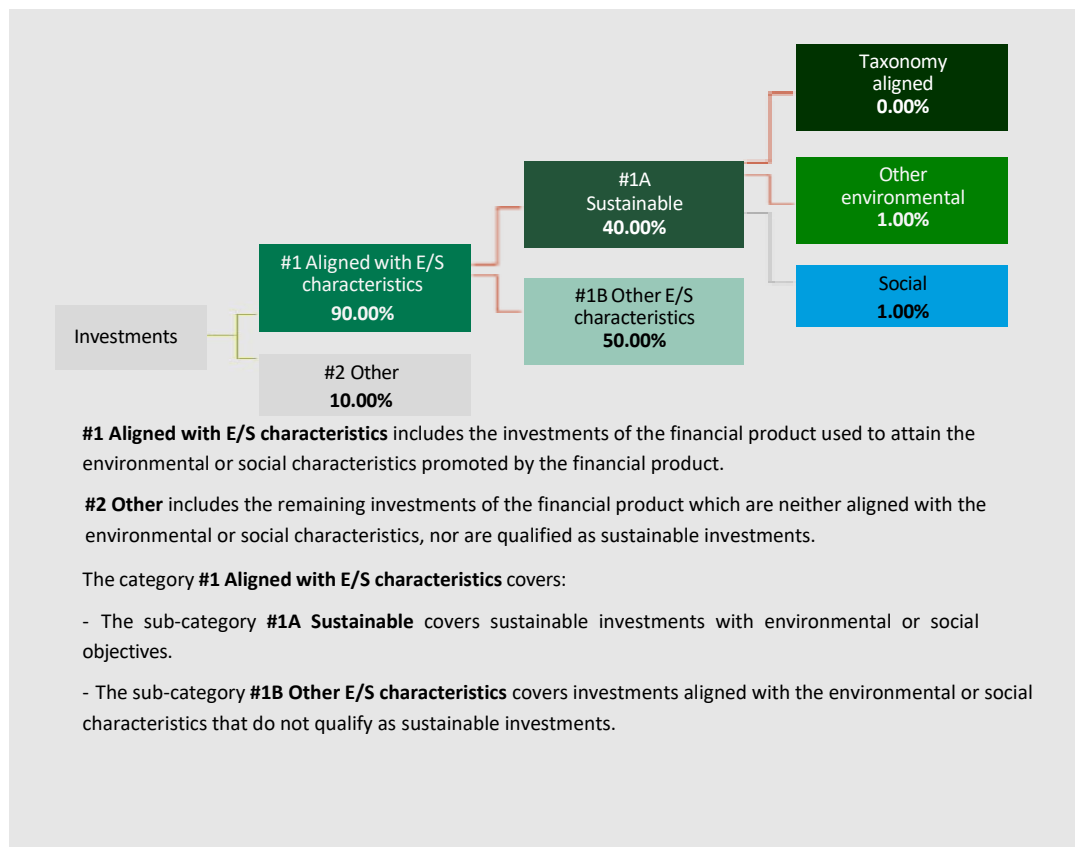 Taxonomy
aligned
0.00%
#1A
Sustainable
40.00%
Other
environmental
1.00%
#1 Aligned with E/S
characteristics
90.00%
#1B Other E/S
characteristics
50.00%
Social
1.00%
Investments
#2 Other
10.00%
#1 Aligned with E/S characteristics includes the investments of the financial product used to attain the
environmental or social characteristics promoted by the financial product.
#2 Other includes the remaining investments of the financial product which are neither aligned with the
environmental or social characteristics, nor are qualified as sustainable investments.
The category #1 Aligned with E/S characteristics covers:
- The sub-category #1A Sustainable covers sustainable investments with environmental or social
objectives.
- The sub-category #1B Other E/S characteristics covers investments aligned with the environmental or social
characteristics that do not qualify as sustainable investments.